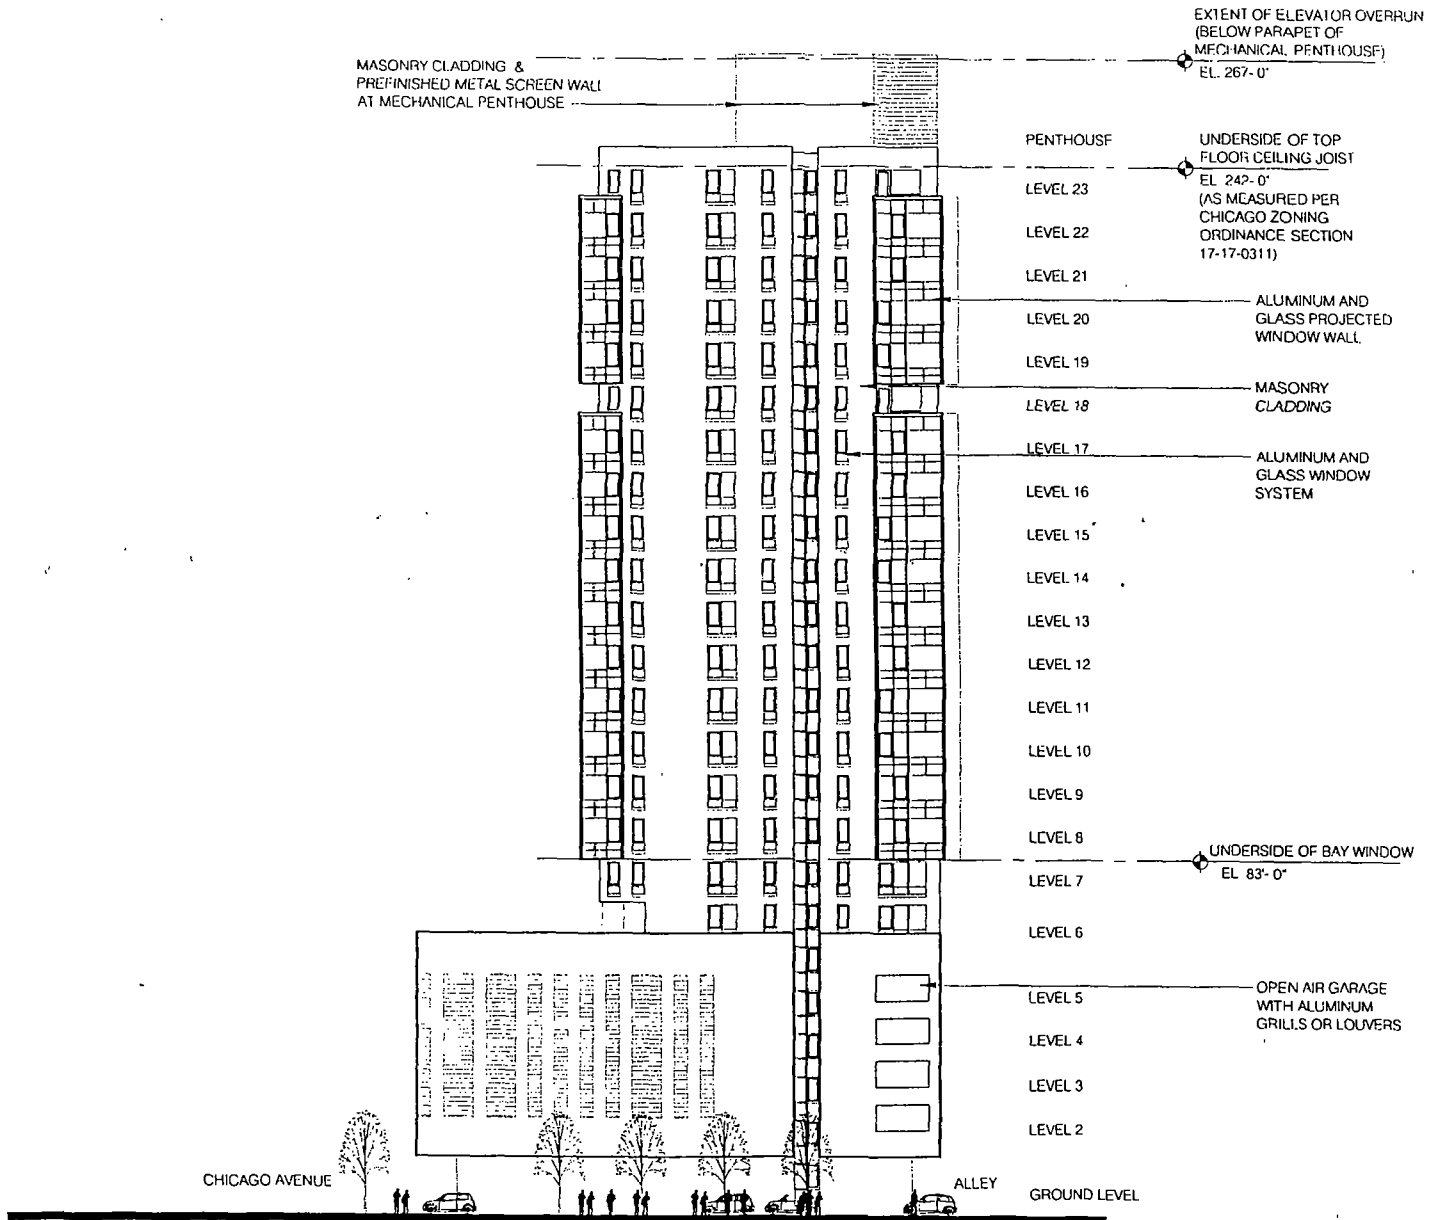 EXTENT OF ELEVATOR OVERRUN
(BELOW PARAPET OF
MECHANICAL PENTHOUSE)
EL. 267-0"
MASONRY CLADDING &
PREFINISHED METAL SCREEN WALL
AT MECHANICAL PENTHOUSE
PENTHOUSE
UNDERSIDE OF TOP
FLOOR CEILING JOIST
EL 242-0"
(AS MEASURED PER
CHICAGO ZONING
ORDINANCE SECTION
17-17-0311)
LEVEL 23
LEVEL 22
LEVEL 21
ALUMINUM AND
GLASS PROJECTED
WINDOW WALL
LEVEL 20
LEVEL 19
MASONRY
CLADDING
LEVEL 18
LEVEL 17
ALUMINUM AND
GLASS WINDOW
SYSTEM
LEVEL 16
LEVEL 15
LEVEL 14
LEVEL 13
LEVEL 12
LEVEL 11
LEVEL 10
LEVEL 9
LEVEL 8
UNDERSIDE OF BAY WINDOW
EL 83'-0"
LEVEL 7
LEVEL 6
OPEN AIR GARAGE
WITH ALUMINUM
GRILLS OR LOUVERS
LEVEL 5
LEVEL 4
LEVEL 3
LEVEL 2
CHICAGO AVENUE
ALLEY
GROUND LEVEL